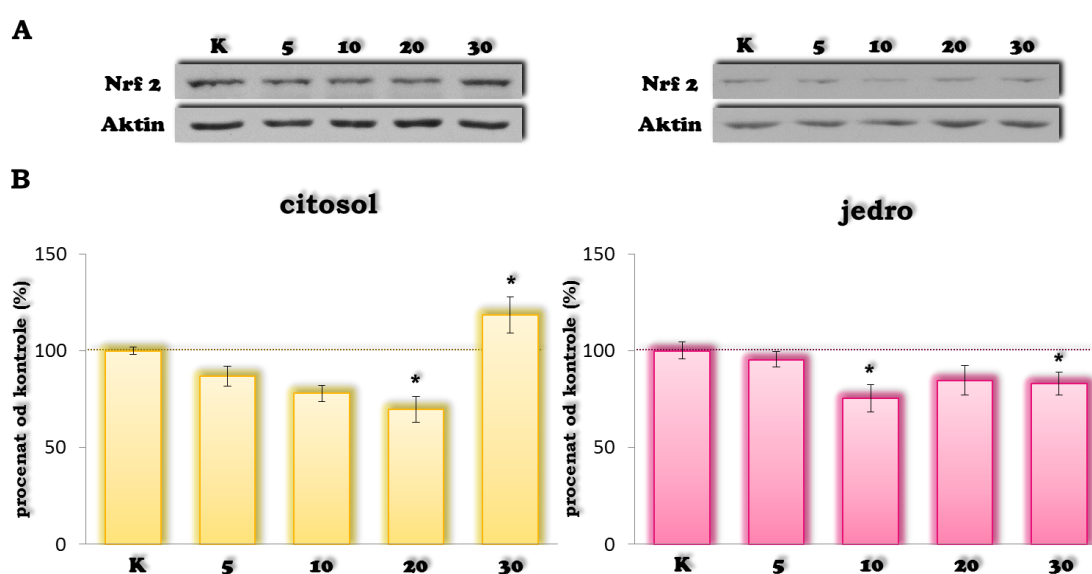 A
K 5 10 20 30
Nrf 2
Aktin
K 5 10 20 30
Nrf 2
Aktin
B
citosol
procenat od kontrole (%)
150
100
50
0
*
*
K 5 10 20 30
jedro
procenat od kontrole (%)
150
100
50
0
*
*
K 5 10 20 30